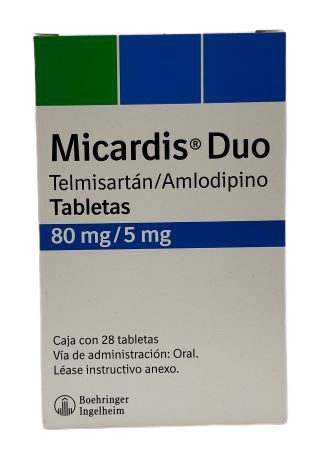 Micardis® Duo
Telmisartán/Amlodipino
Tabletas
80 mg/5 mg
Caja con 28 tabletas
Vía de administración: Oral.
Léase instructivo anexo.
Boehringer
Ingelheim